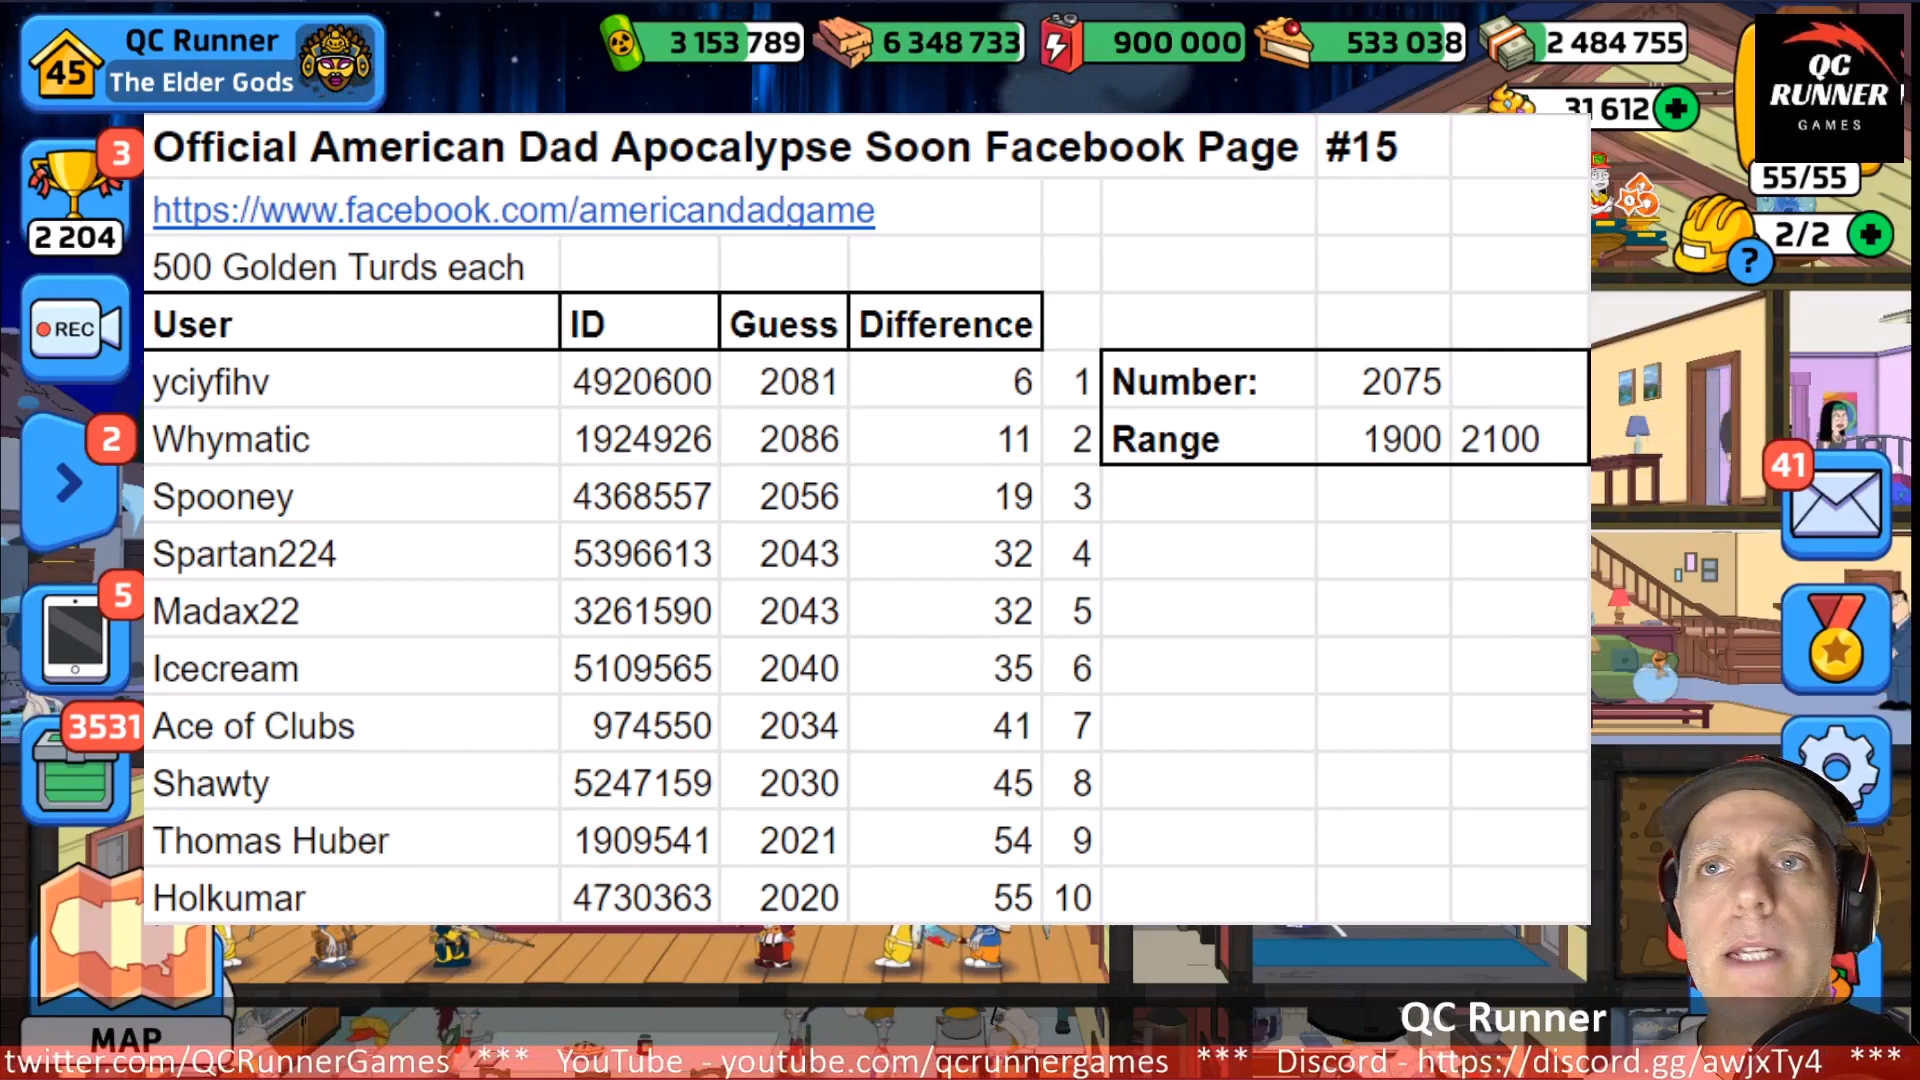 QC Runner
45
The Elder Gods
3 153 789
6 348 733
900 000
533 038
2 484 755
31 612
QC
RUNNER
GAMES
55/55
2/2
?
3
2 204
REC
2
5
3531
MAP
41
Official American Dad Apocalypse Soon Facebook Page #15
https://www.facebook.com/americandadgame
500 Golden Turds each
User ID Guess Difference
yciyfihv 4920600 2081 6 1 Number: 2075
Whymatic 1924926 2086 11 2 Range 1900 2100
Spooney 4368557 2056 19 3
Spartan224 5396613 2043 32 4
Madax22 3261590 2043 32 5
Icecream 5109565 2040 35 6
Ace of Clubs 974550 2034 41 7
Shawty 5247159 2030 45 8
Thomas Huber 1909541 2021 54 9
Holkumar 4730363 2020 55 10
QC Runner
twitter.com/QCRunnerGames *** YouTube - youtube.com/qcrunnergames *** Discord - https://discord.gg/awjxTy4 ***